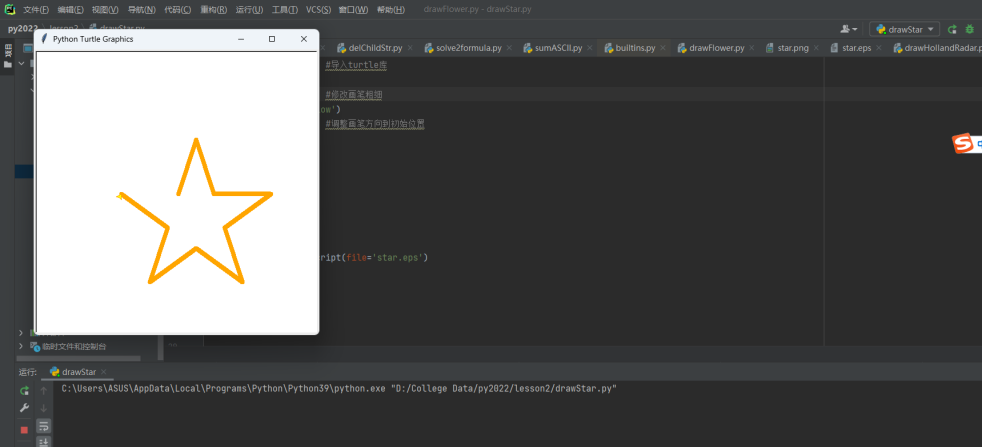 文件(F) 编辑(E) 视图(V) 导航(N) 代码(C) 重构(R) 运行(U) 工具(T) VCS(S) 窗口(W) 帮助(H) drawFlower.py - drawStar.py
py2022 lesson2 drawStar.py drawStar
Python Turtle Graphics
delChildStr.py solve2formula.py sumASCII.py builtins.py drawFlower.py star.png star.eps drawHollandRadar.p
#导入turtle库
#修改画笔粗细
ow')
#调整画笔方向到初始位置
ript(file='star.eps')
临时文件和控制台
运行: drawStar
C:\Users\ASUS\AppData\Local\Programs\Python\Python39\python.exe "D:/College Data/py2022/lesson2/drawStar.py"